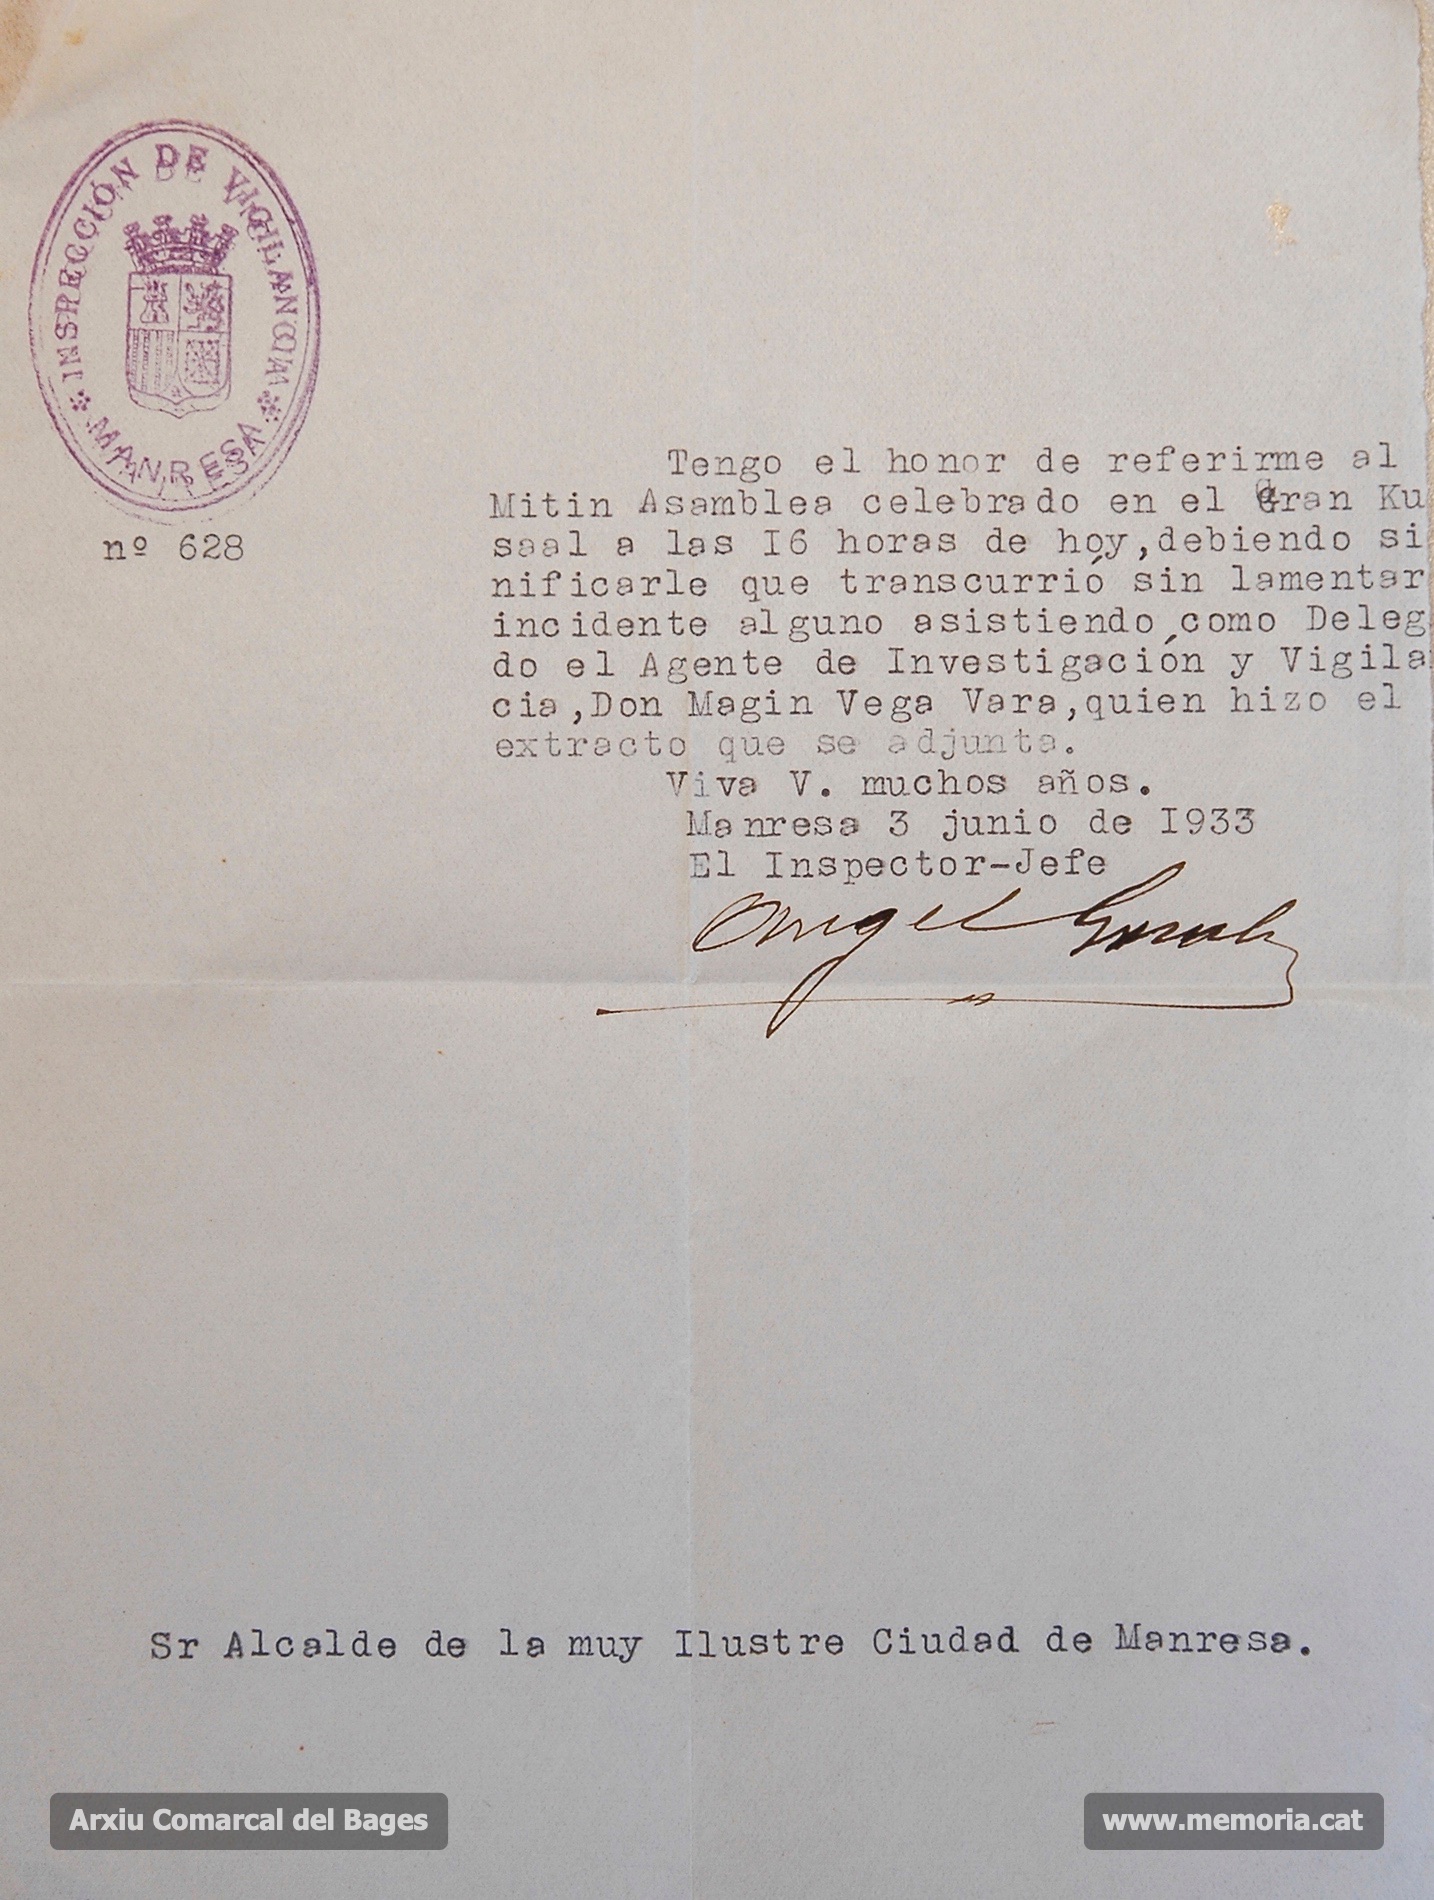 INSPECCIÓN DE VIGILANCIA
MANRESA
nº 628
Tengo el honor de referirme al
Mitin Asamblea celebrado en el Gran Ku
saal a las I6 horas de hoy,debiendo si
nificarle que transcurrió sin lamentar
incidente alguno asistiendo como Deleg
do el Agente de Investigación y Vigila
cia,Don Magin Vega Vara,quien hizo el
extracto que se adjunta.
Viva V. muchos años.
Manresa 3 junio de I933
El Inspector-Jefe
Angel
Sr Alcalde de la muy Ilustre Ciudad de Manresa.
Arxiu Comarcal del Bages
www.memoria.cat